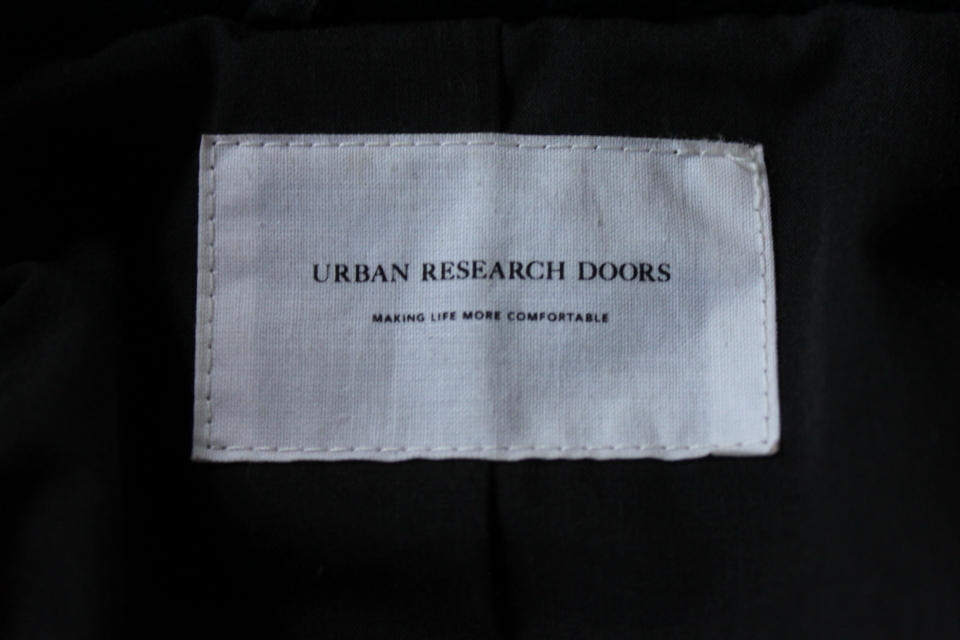 URBAN RESEARCH DOORS
MAKING LIFE MORE COMFORTABLE